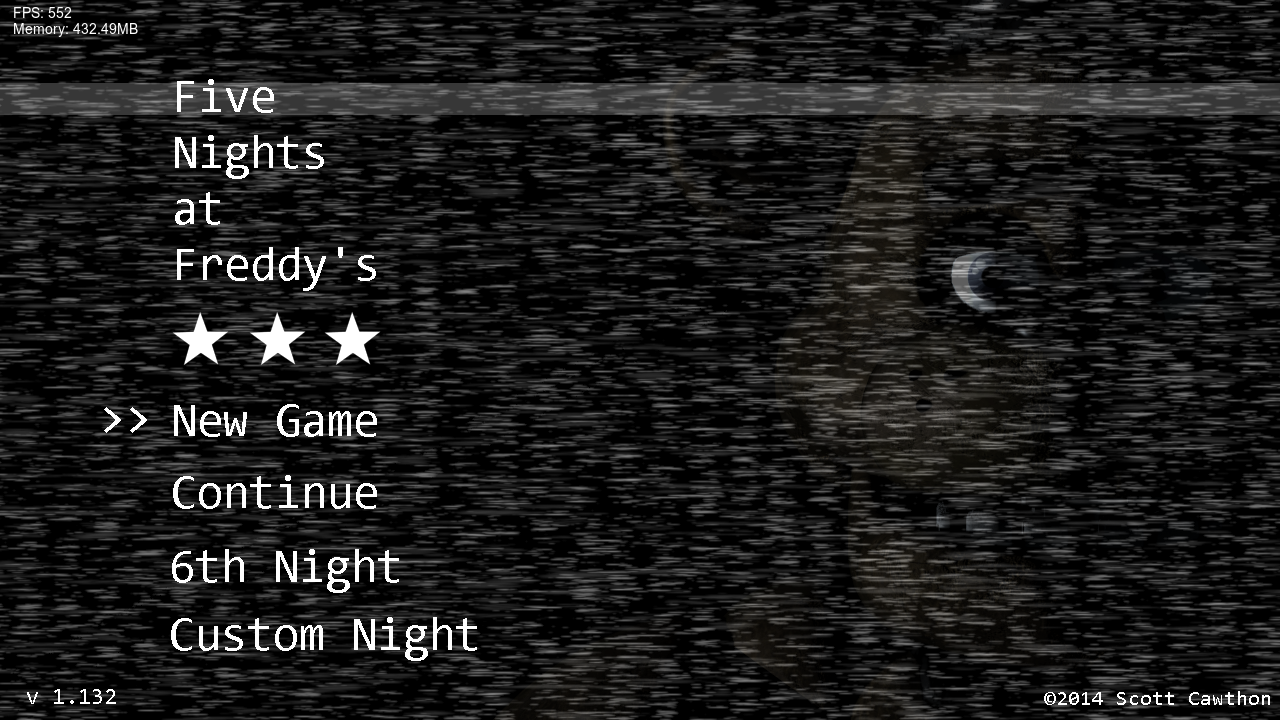 FPS: 552
Memory: 432.49MB
Five
Nights
at
Freddy's
>> New Game
Continue
6th Night
Custom Night
v 1.132
©2014 Scott Cawthon